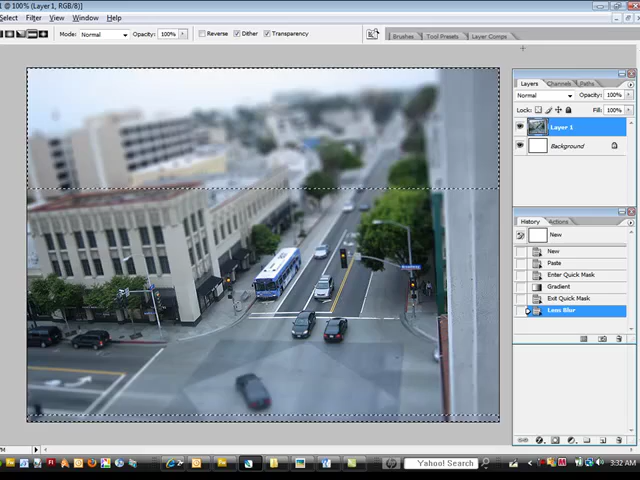 1 @ 100% (Layer 1, RGB/8)]
Select Filter View Window Help
Mode: Normal Opacity: 100% Reverse Dither Transparency
Brushes Tool Presets Layer Comps
Layers Channels Paths
Normal Opacity: 100%
Lock: Fill: 100%
Layer 1
Background
History Actions
New
New
Paste
Enter Quick Mask
Gradient
Exit Quick Mask
Lens Blur
Yahoo! Search
3:32 AM